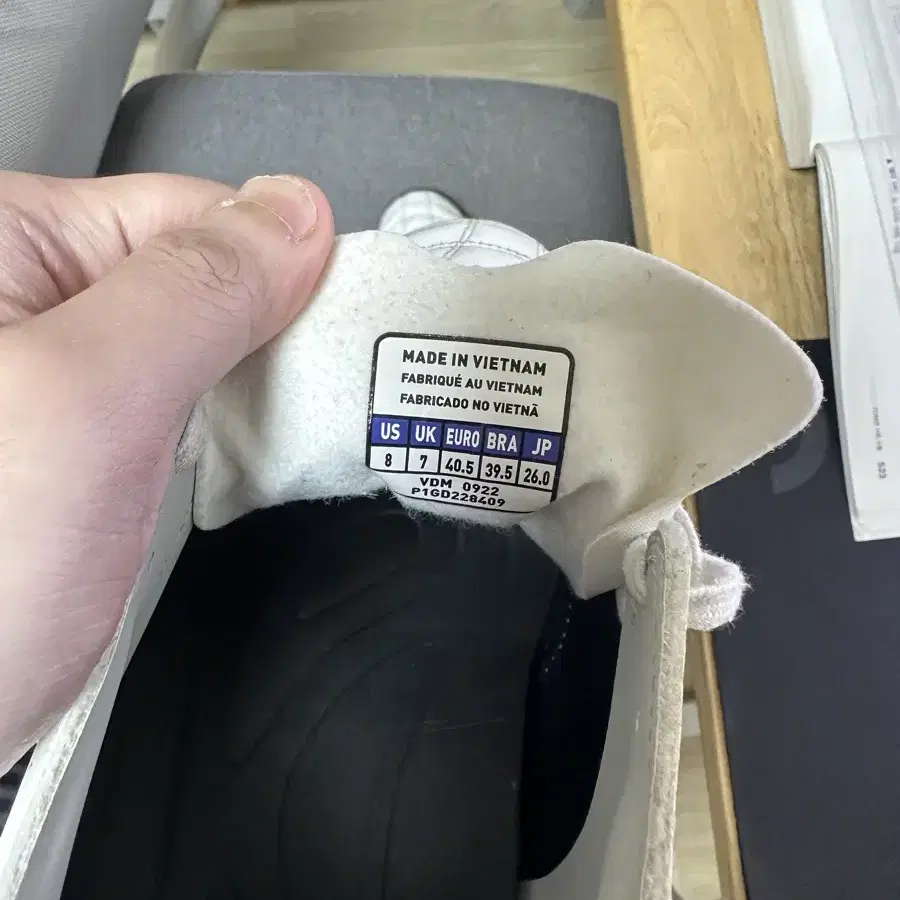 MADE IN VIETNAM
FABRIQUÉ AU VIETNAM
FABRICADO NO VIETNÃ
US UK EURO BRA JP
8 7 40.5 39.5 26.0
VDM 0922
P1GD228409
523